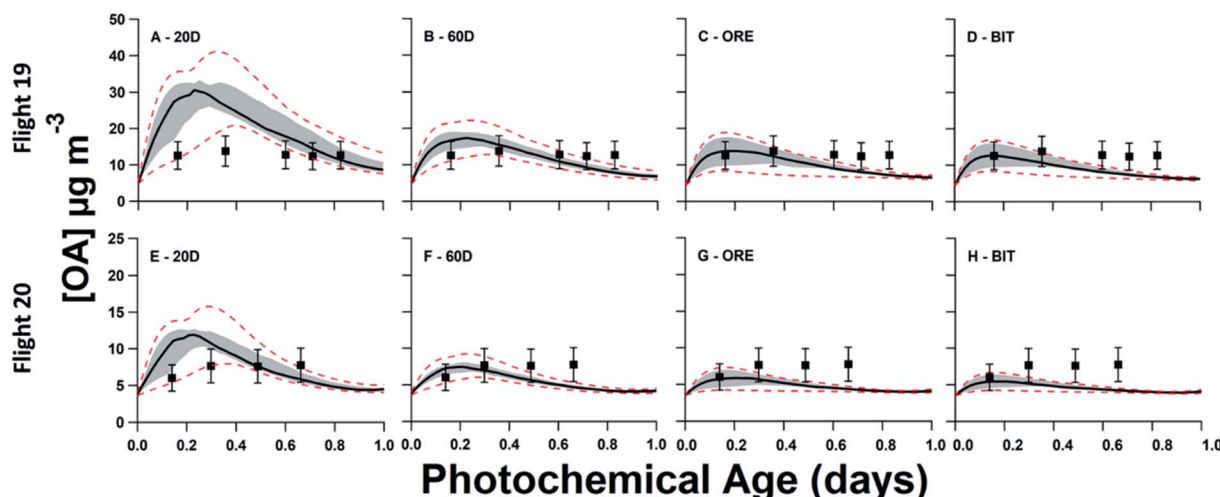 Flight 19
Flight 20
[OA] µg m⁻³
50
40
30
20
10
0
A - 20D
B - 60D
C - ORE
D - BIT
25
20
15
10
5
0
E - 20D
F - 60D
G - ORE
H - BIT
0.0 0.2 0.4 0.6 0.8 1.0
0.0 0.2 0.4 0.6 0.8 1.0
0.0 0.2 0.4 0.6 0.8 1.0
0.0 0.2 0.4 0.6 0.8 1.0
Photochemical Age (days)